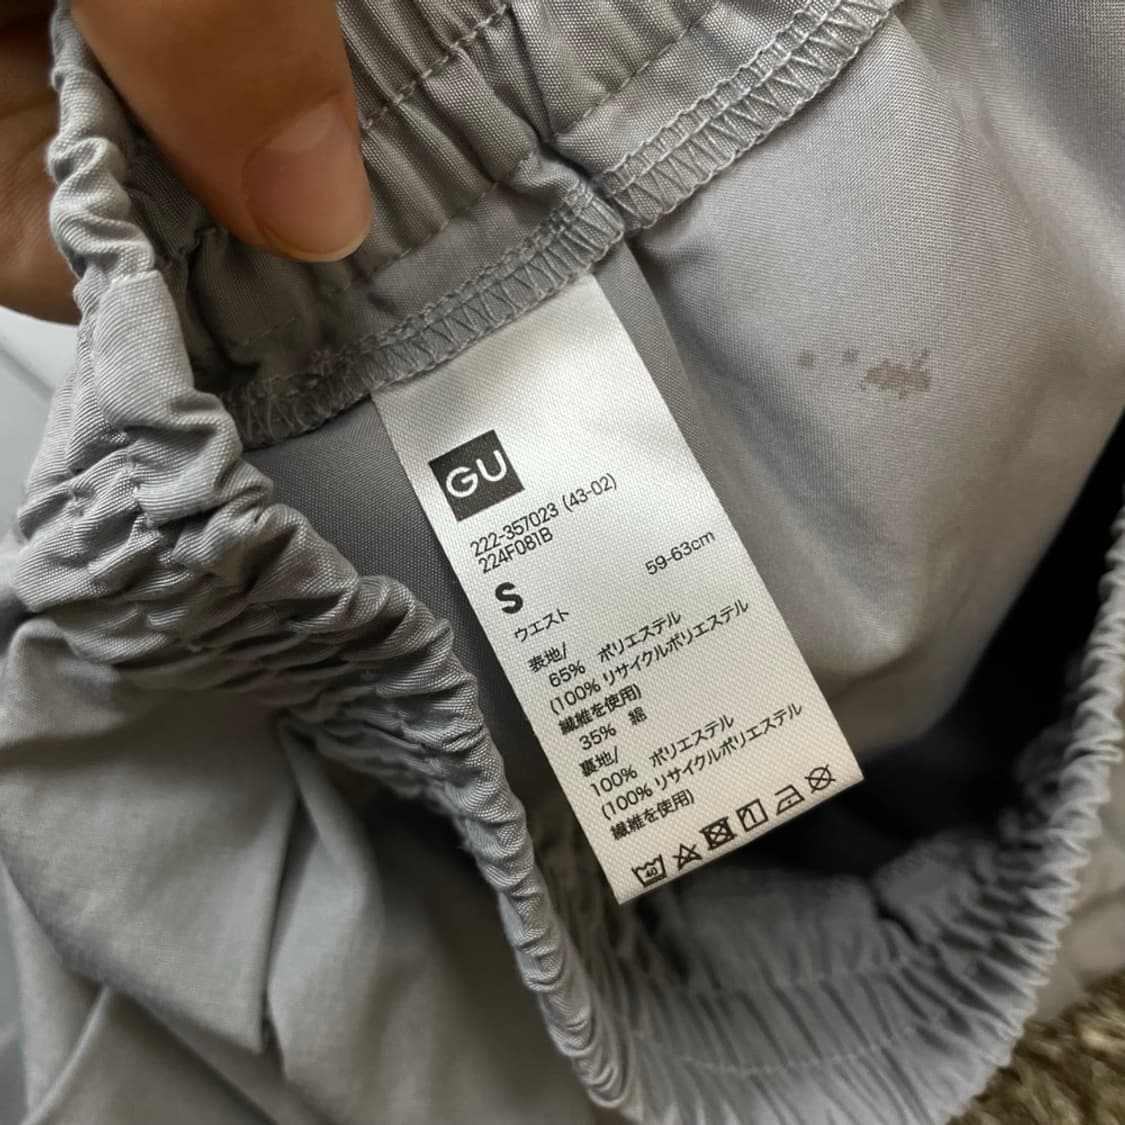 GU
222-357023 (43-02)
224F081B
S
ウエスト 59-63cm
表地/
65% ポリエステル
(100% リサイクルポリエステル
繊維を使用)
35% 綿
裏地/
100% ポリエステル
(100% リサイクルポリエステル
繊維を使用)
40